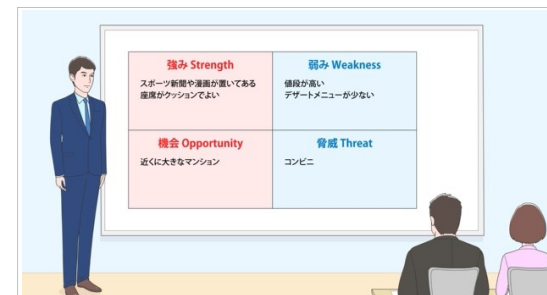 強み Strength
スポーツ新聞や漫画が置いてある
座席がクッションでよい
弱み Weakness
値段が高い
デザートメニューが少ない
機会 Opportunity
近くに大きなマンション
脅威 Threat
コンビニ